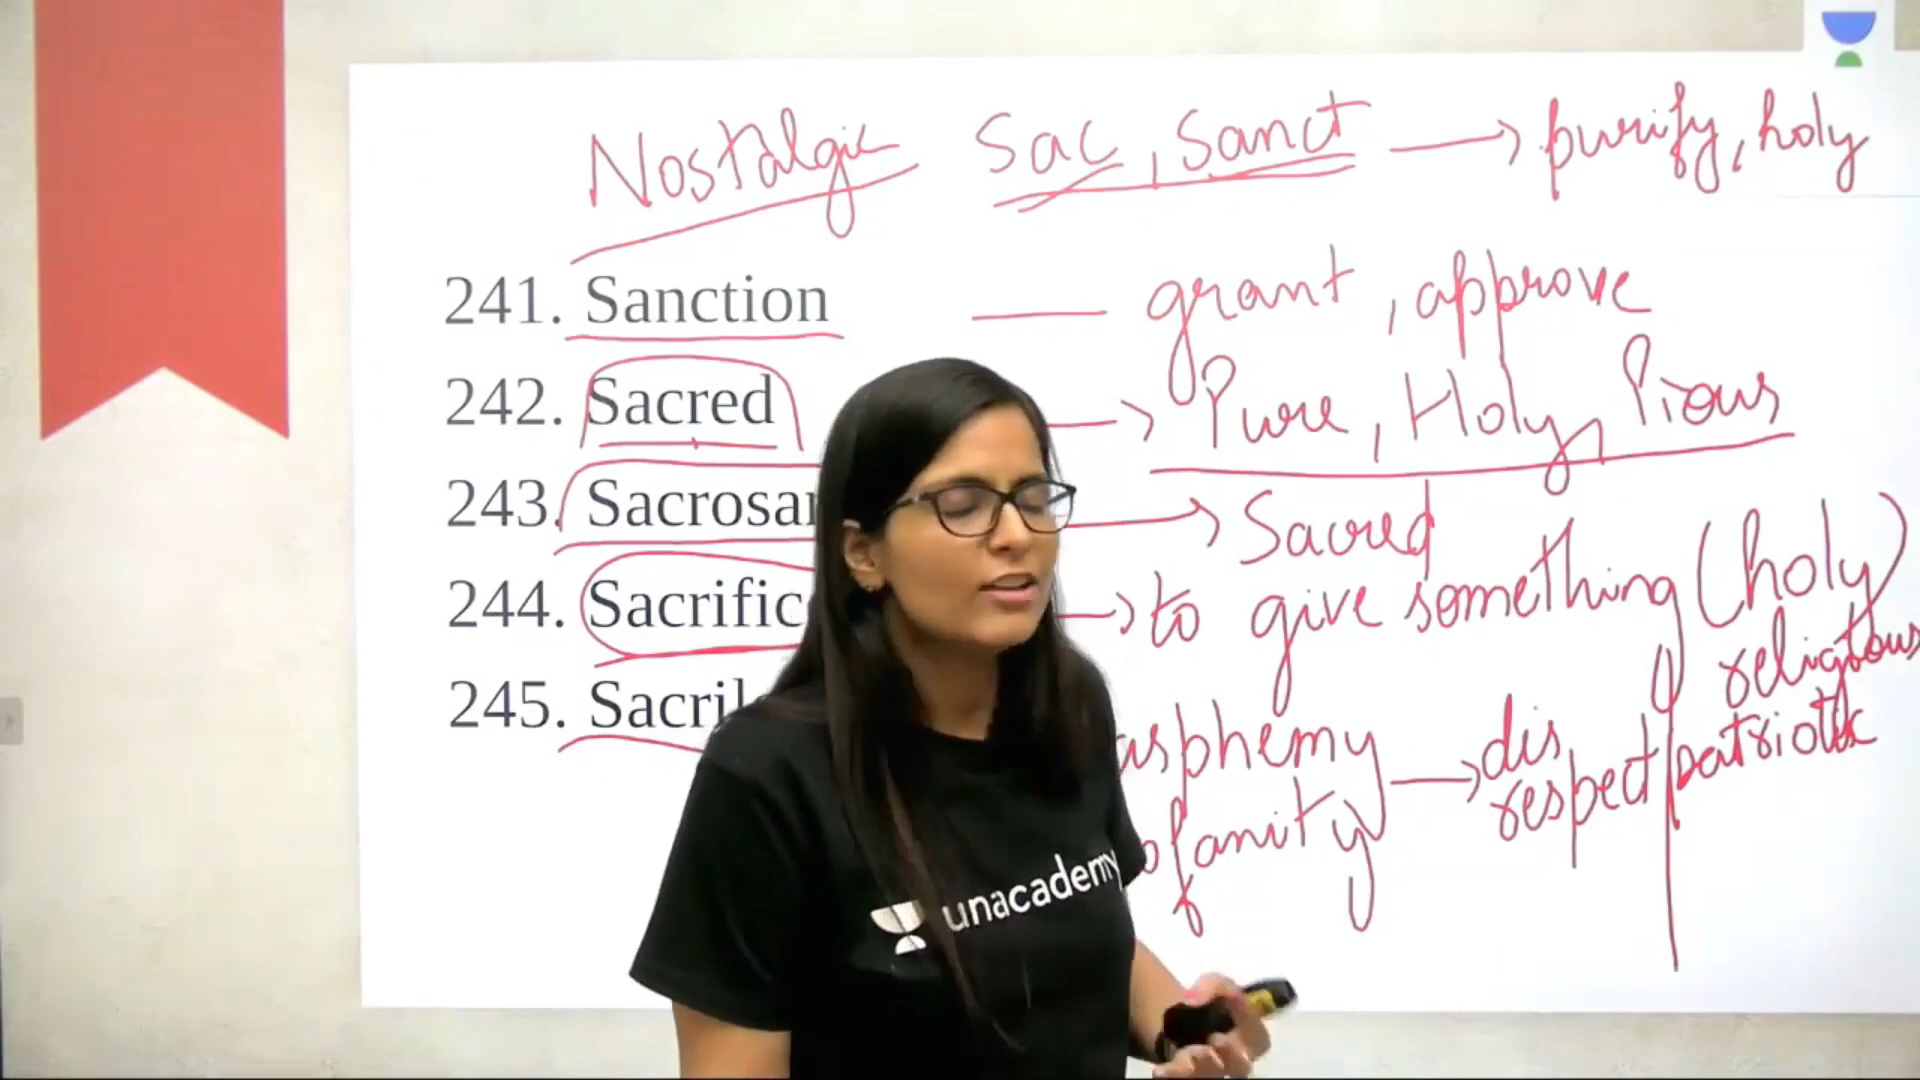 Nostalgic Sac, Sanct → purify, holy
241. Sanction — grant, approve
242. Sacred → Pure, Holy, Pious
243. Sacrosan → Sacred
244. Sacrific → to give something (holy)
religious
245. Sacril asphemy → dis
respect patriotic
ofanity
unacademy